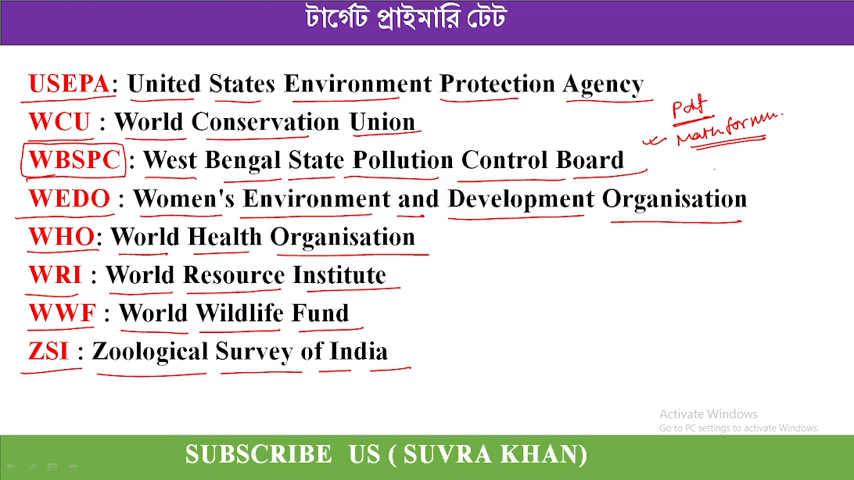 টার্গেট প্রাইমারি টেট
USEPA: United States Environment Protection Agency
WCU : World Conservation Union
Pdf
WBSPC : West Bengal State Pollution Control Board
WEDO : Women's Environment and Development Organisation
WHO: World Health Organisation
WRI : World Resource Institute
WWF : World Wildlife Fund
ZSI : Zoological Survey of India
Activate Windows
Go to PC settings to activate Windows.
SUBSCRIBE US ( SUVRA KHAN)